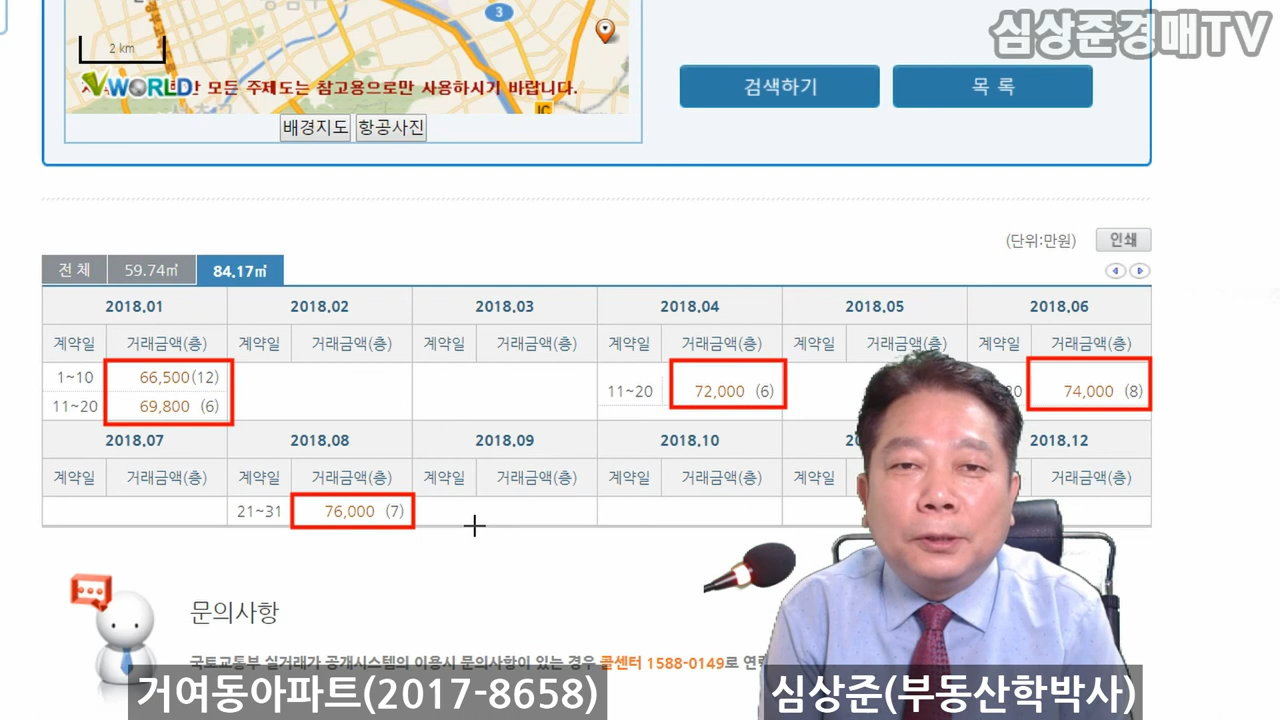 심상준경매TV
3
2 km
VWORLD
모든 주제도는 참고용으로만 사용하시기 바랍니다.
IC
배경지도 항공사진
검색하기 목 록
(단위:만원) 인쇄
전 체 59.74㎡ 84.17㎡
2018.01 2018.02 2018.03 2018.04 2018.05 2018.06
계약일 거래금액(층) 계약일 거래금액(층) 계약일 거래금액(층) 계약일 거래금액(층) 계약일 거래금액(층) 계약일 거래금액(층)
1~10 66,500(12)
11~20 72,000 (6) 20 74,000 (8)
11~20 69,800 (6)
2018.07 2018.08 2018.09 2018.10 2018.12
계약일 거래금액(층) 계약일 거래금액(층) 계약일 거래금액(층) 계약일 거래금액(층) 계약일 거래금액(층)
21~31 76,000 (7)
문의사항
국토교통부 실거래가 공개시스템의 이용시 문의사항이 있는 경우 콜센터 1588-0149로
거여동아파트(2017-8658)
심상준(부동산학박사)